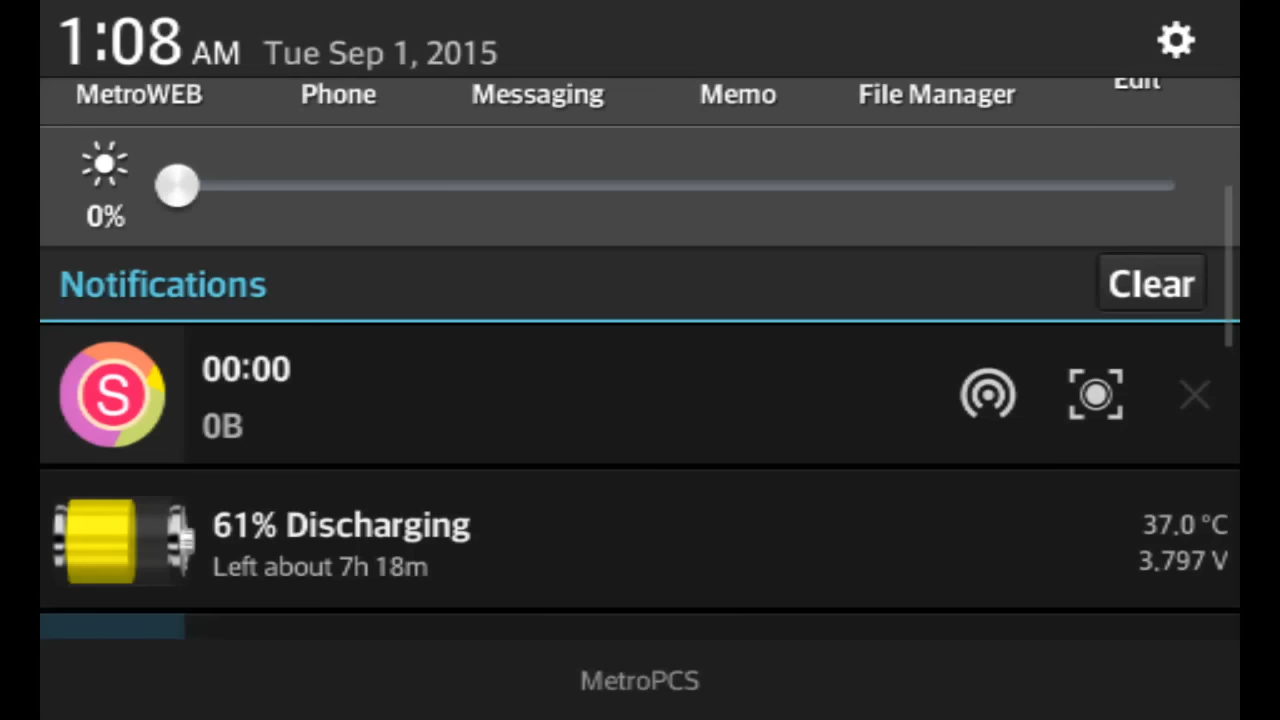 1:08 AM Tue Sep 1, 2015
MetroWEB Phone Messaging Memo File Manager Edit
0%
Notifications Clear
S
00:00
0B
61% Discharging 37.0 °C
Left about 7h 18m 3.797 V
MetroPCS